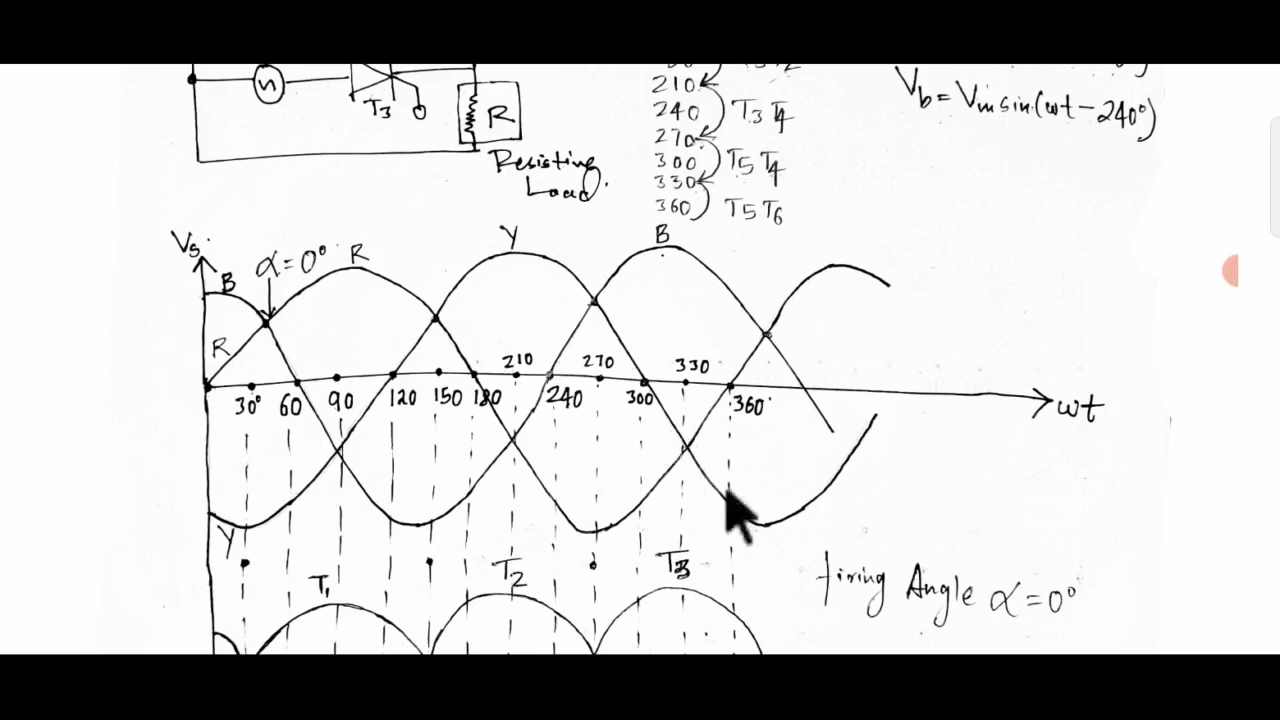 T3
R
Resisting
Load.
210
240 T3 T4
270
300 T5 T4
330
360 T5 T6
Vb = Vm sin(ωt - 240°)
Vs
B
α=0°
R
Y
B
R
30° 60 90 120 150 180 210 240 270 300 330 360
ωt
Y
T1
T2
T3
firing Angle α=0°